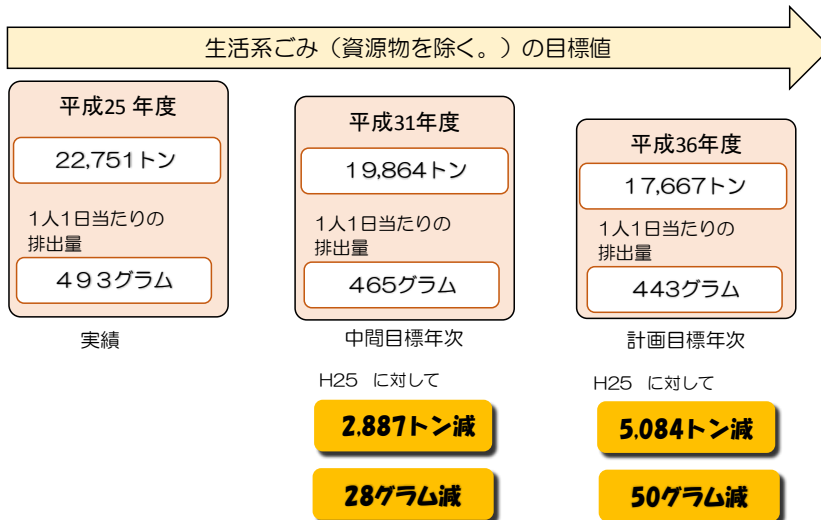 生活系ごみ（資源物を除く。）の目標値
平成25 年度
22,751トン
1人1日当たりの
排出量
４９３グラム
実績
平成31年度
１９,８６４トン
1人1日当たりの
排出量
４６５グラム
中間目標年次
H２５　に対して
2,887トン減
28グラム減
平成36年度
１７,６６７トン
1人1日当たりの
排出量
４４３グラム
計画目標年次
H２５　に対して
5,084トン減
50グラム減